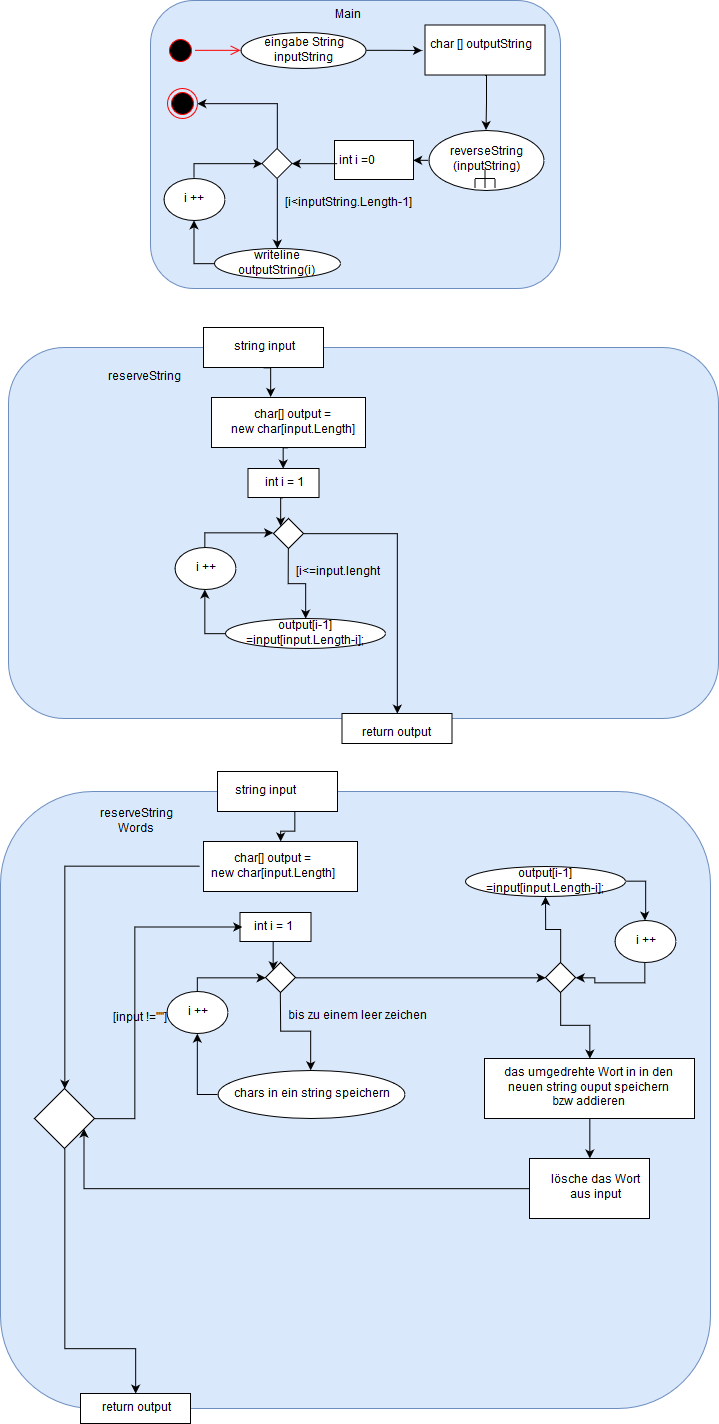 Main
eingabe String
inputString
char [] outputString
reverseString
(inputString)
int i =0
[i<inputString.Length-1]
i ++
writeline
outputString(i)
string input
reserveString
char[] output =
new char[input.Length]
int i = 1
i ++
[i<=input.lenght
output[i-1]
=input[input.Length-i];
return output
string input
reserveString
Words
char[] output =
new char[input.Length]
output[i-1]
=input[input.Length-i];
int i = 1
i ++
[input !=""]
i ++
bis zu einem leer zeichen
das umgedrehte Wort in in den
neuen string ouput speichern
bzw addieren
chars in ein string speichern
lösche das Wort
aus input
return output